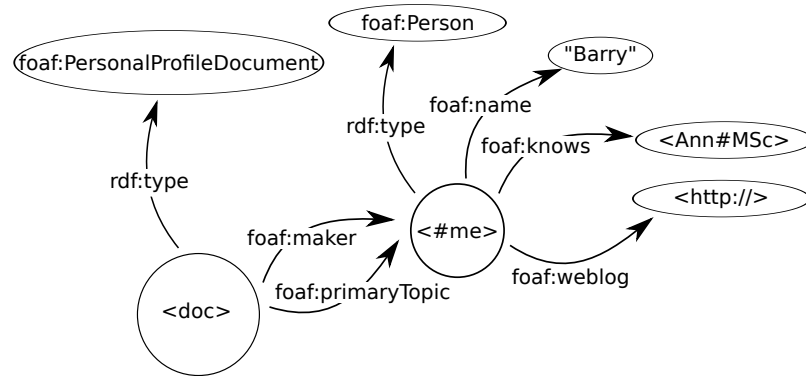 foaf:Person
"Barry"
foaf:PersonalProfileDocument
foaf:name
rdf:type
foaf:knows
<Ann#MSc>
rdf:type
<http://>
<#me>
foaf:maker
foaf:weblog
foaf:primaryTopic
<doc>